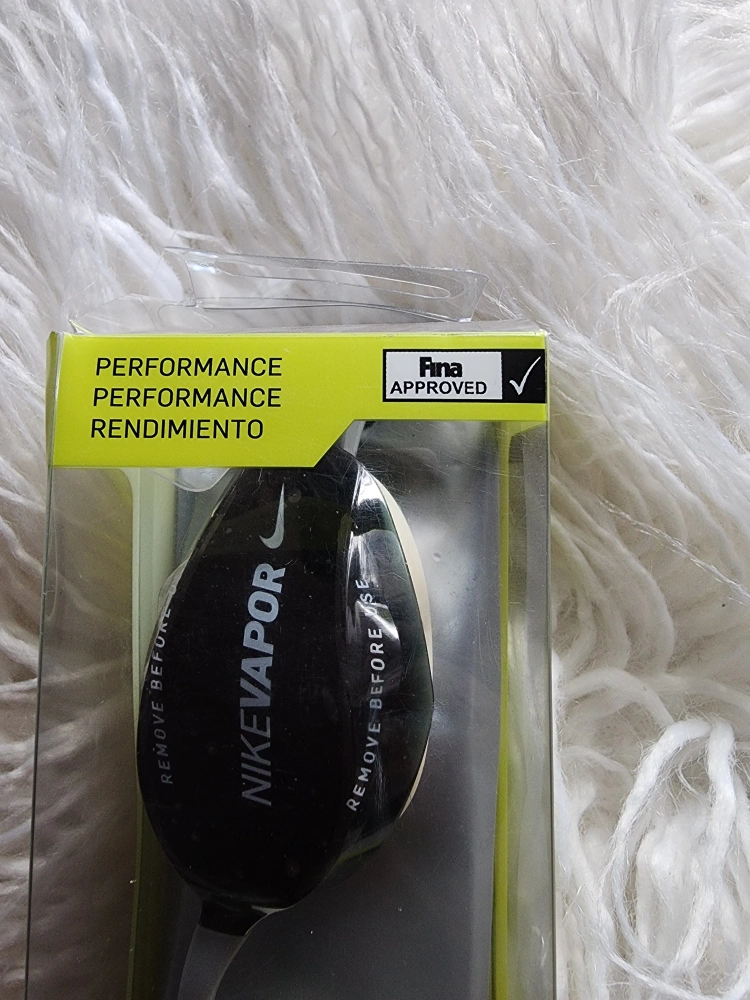 PERFORMANCE
PERFORMANCE
RENDIMIENTO
Fina
APPROVED
REMOVE BEFORE
NIKEVAPOR
REMOVE BEFORE USE